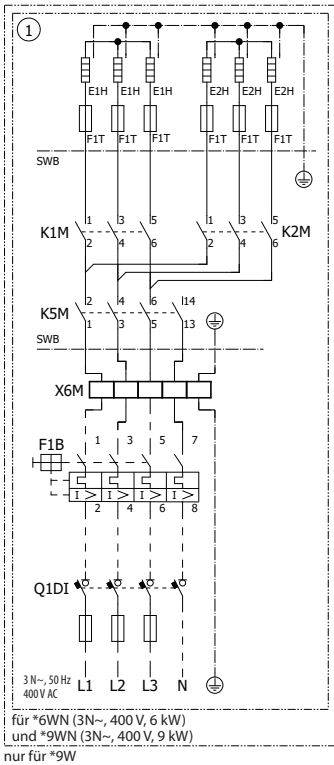 1
E1H E1H E1H E2H E2H E2H
F1T F1T F1T F1T F1T F1T
SWB
1 3 5 1 3 5
K1M K2M
2 4 6 2 4 6
2 4 6 14
K5M
1 3 5 13
SWB
X6M
F1B
1 3 5 7
I > I > I > I >
2 4 6 8
Q1DI
3 N~, 50 Hz
400 V AC
L1 L2 L3 N
für *6WN (3N~, 400 V, 6 kW)
und *9WN (3N~, 400 V, 9 kW)
nur für *9W